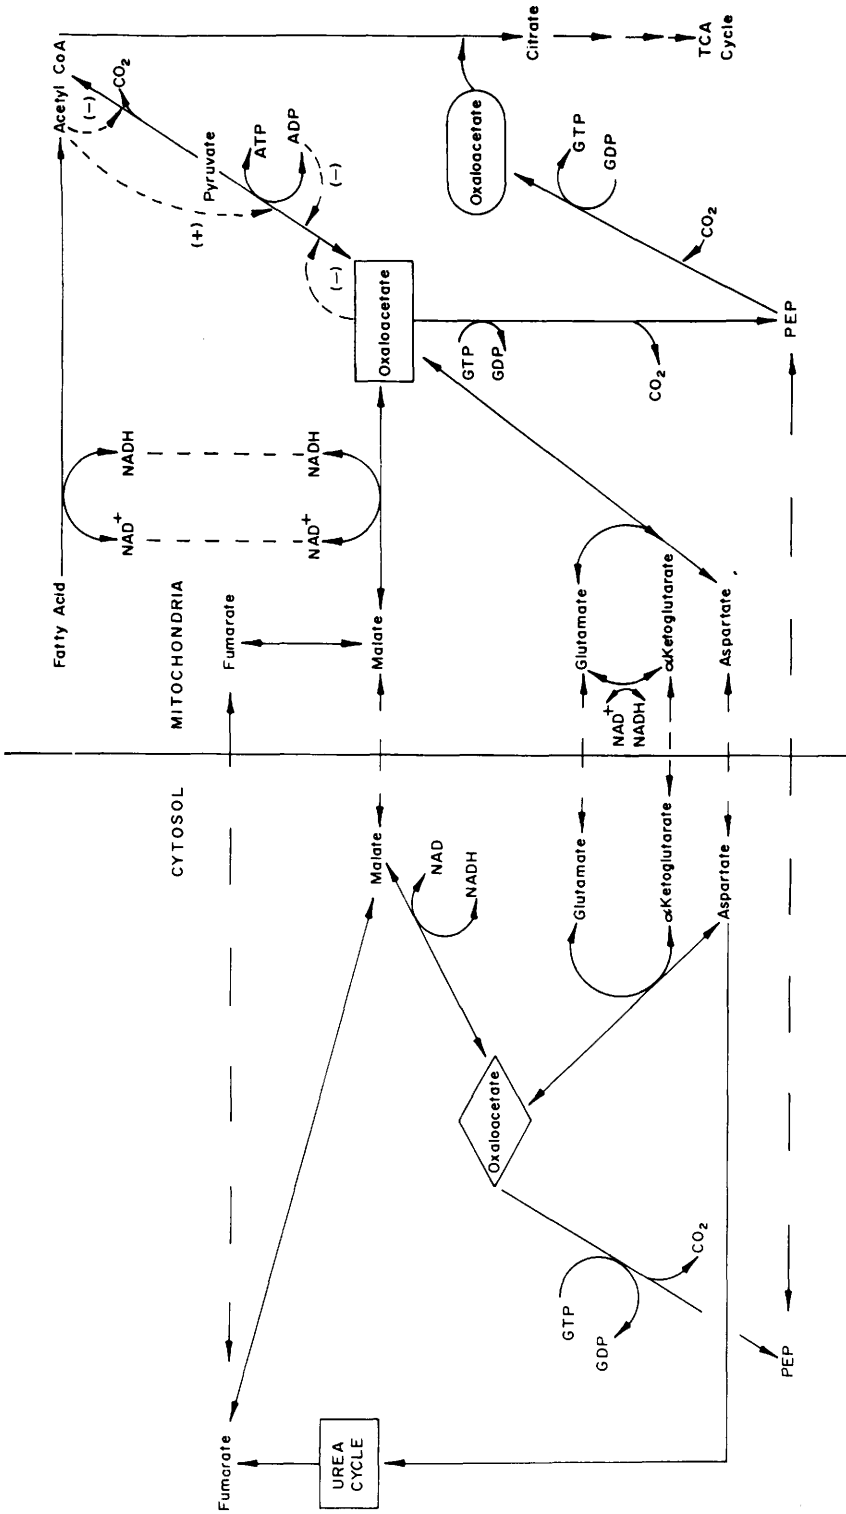 Fatty Acid
Acetyl CoA
(–)
NAD+
NADH
CO2
CYTOSOL
MITOCHONDRIA
(+)
Pyruvate
Fumarate
Fumarate
ATP
ADP
NAD+
NADH
(–)
(–)
UREA
CYCLE
Malate
Malate
Oxaloacetate
NAD
NADH
GTP
GDP
Oxaloacetate
Oxaloacetate
Citrate
GTP
GDP
Glutamate
Glutamate
GTP
GDP
NAD+
NADH
CO2
αKetoglutarate
αKetoglutarate
CO2
CO2
TCA
Cycle
Aspartate
Aspartate
PEP
PEP